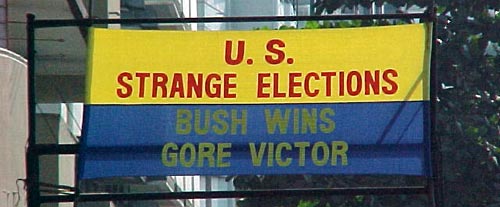 U. S.
STRANGE ELECTIONS
BUSH WINS
GORE VICTOR